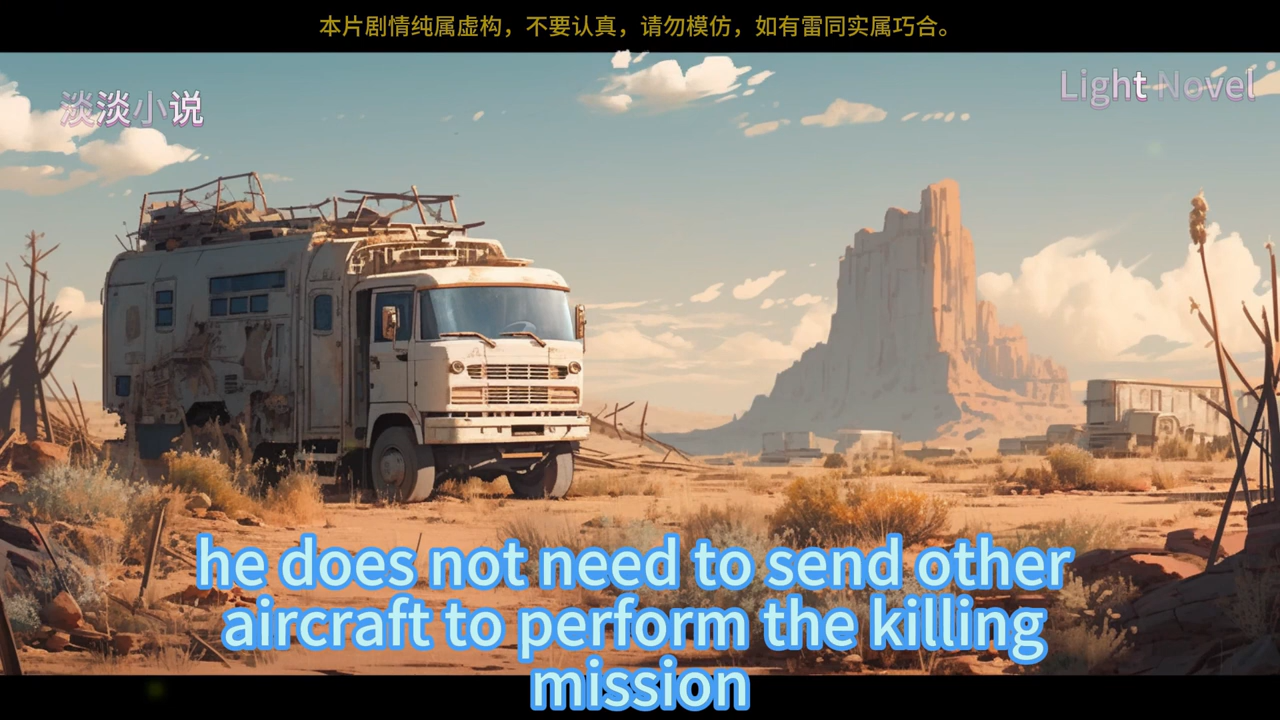 本片剧情纯属虚构，不要认真，请勿模仿，如有雷同实属巧合。
淡淡小说
Light Novel
he does not need to send other
aircraft to perform the killing
mission